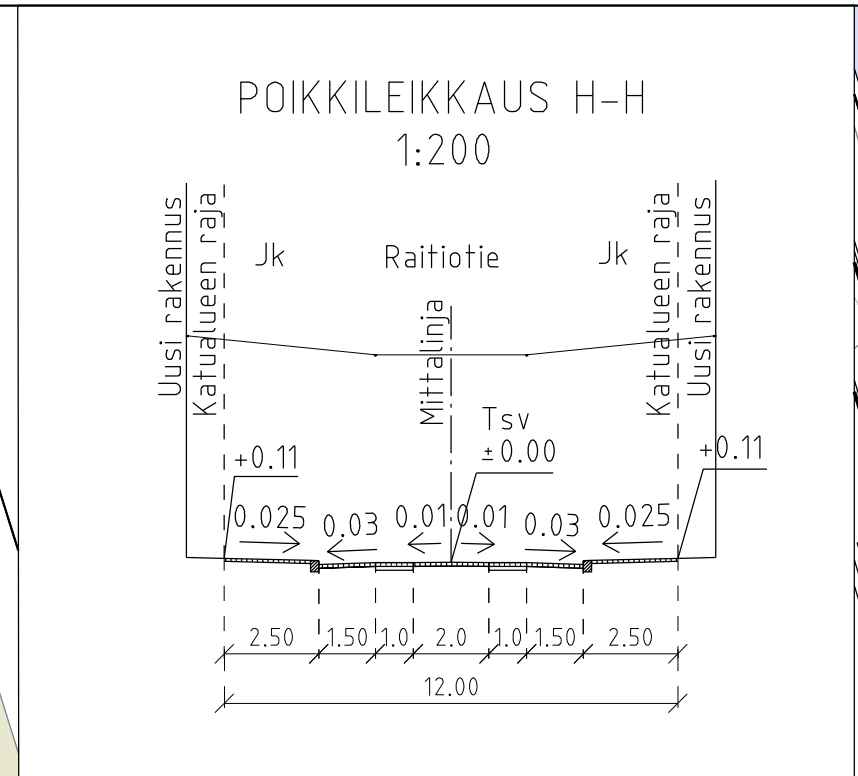 POIKKILEIKKAUS H-H
1:200
Uusi rakennus
Katualueen raja
Jk
Raitiotie
Jk
Katualueen raja
Uusi rakennus
Mittalinja
Tsv
±0.00
+0.11
+0.11
0.025
0.03
0.01
0.01
0.03
0.025
2.50
1.50
1.0
2.0
1.0
1.50
2.50
12.00